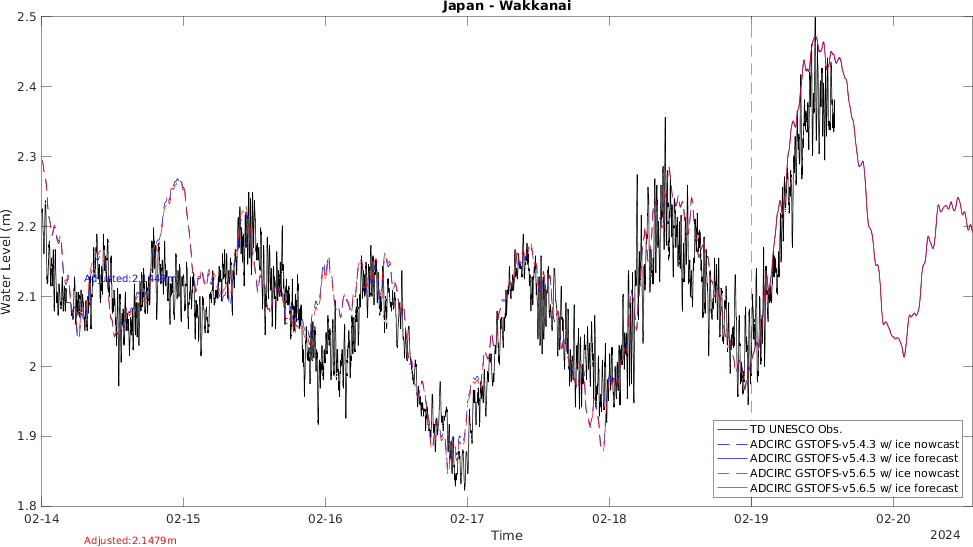 Japan - Wakkanai
2.5
2.4
2.3
2.2
2.1
2
1.9
1.8
Water Level (m)
TD UNESCO Obs.
ADCIRC GSTOFS-v5.4.3 w/ ice nowcast
ADCIRC GSTOFS-v5.4.3 w/ ice forecast
ADCIRC GSTOFS-v5.6.5 w/ ice nowcast
ADCIRC GSTOFS-v5.6.5 w/ ice forecast
02-14 02-15 02-16 02-17 02-18 02-19 02-20
Time
2024
Adjusted:2.1479m